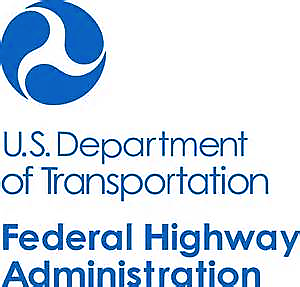 U.S. Department
of Transportation
Federal Highway
Administration